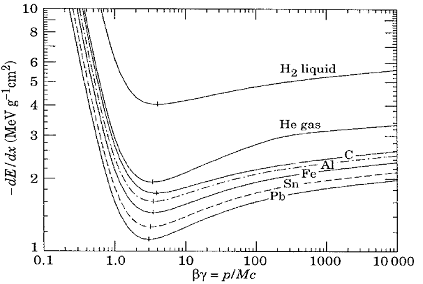 10
8
6
5
4
3
2
1
−dE/dx (MeV g⁻¹cm²)
H₂ liquid
He gas
C
Al
Fe
Sn
Pb
0.1 1.0 10 100 1000 10 000
βγ = p/Mc